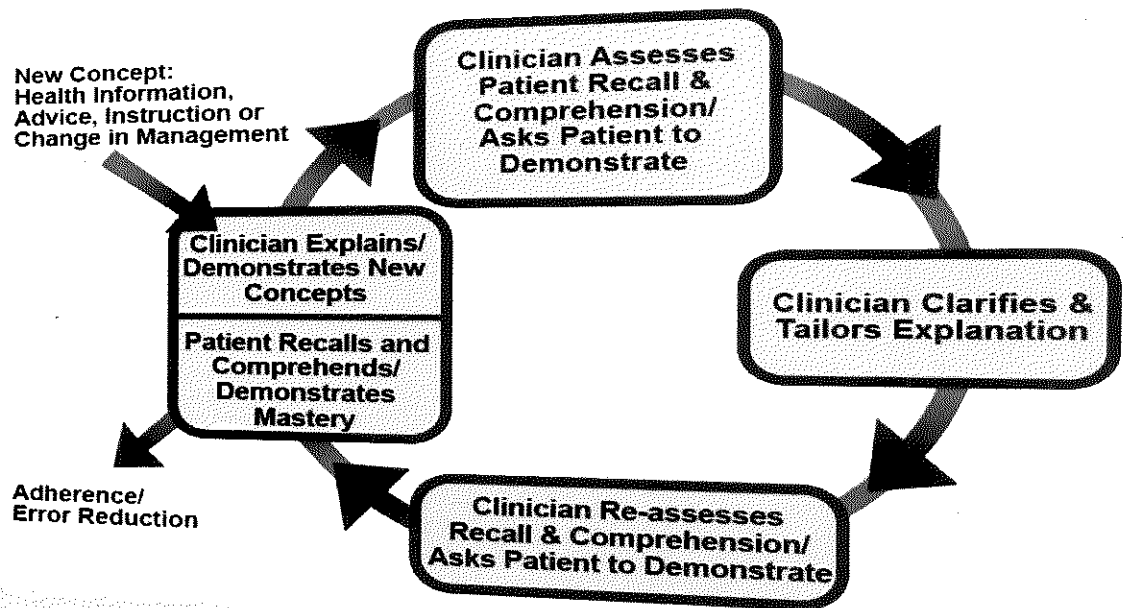 New Concept:
Health Information,
Advice, Instruction or
Change in Management
Clinician Explains/
Demonstrates New
Concepts
Clinician Assesses
Patient Recall &
Comprehension/
Asks Patient to
Demonstrate
Clinician Clarifies &
Tailors Explanation
Clinician Re-assesses
Recall & Comprehension/
Asks Patient to Demonstrate
Patient Recalls and
Comprehends/
Demonstrates
Mastery
Adherence/
Error Reduction